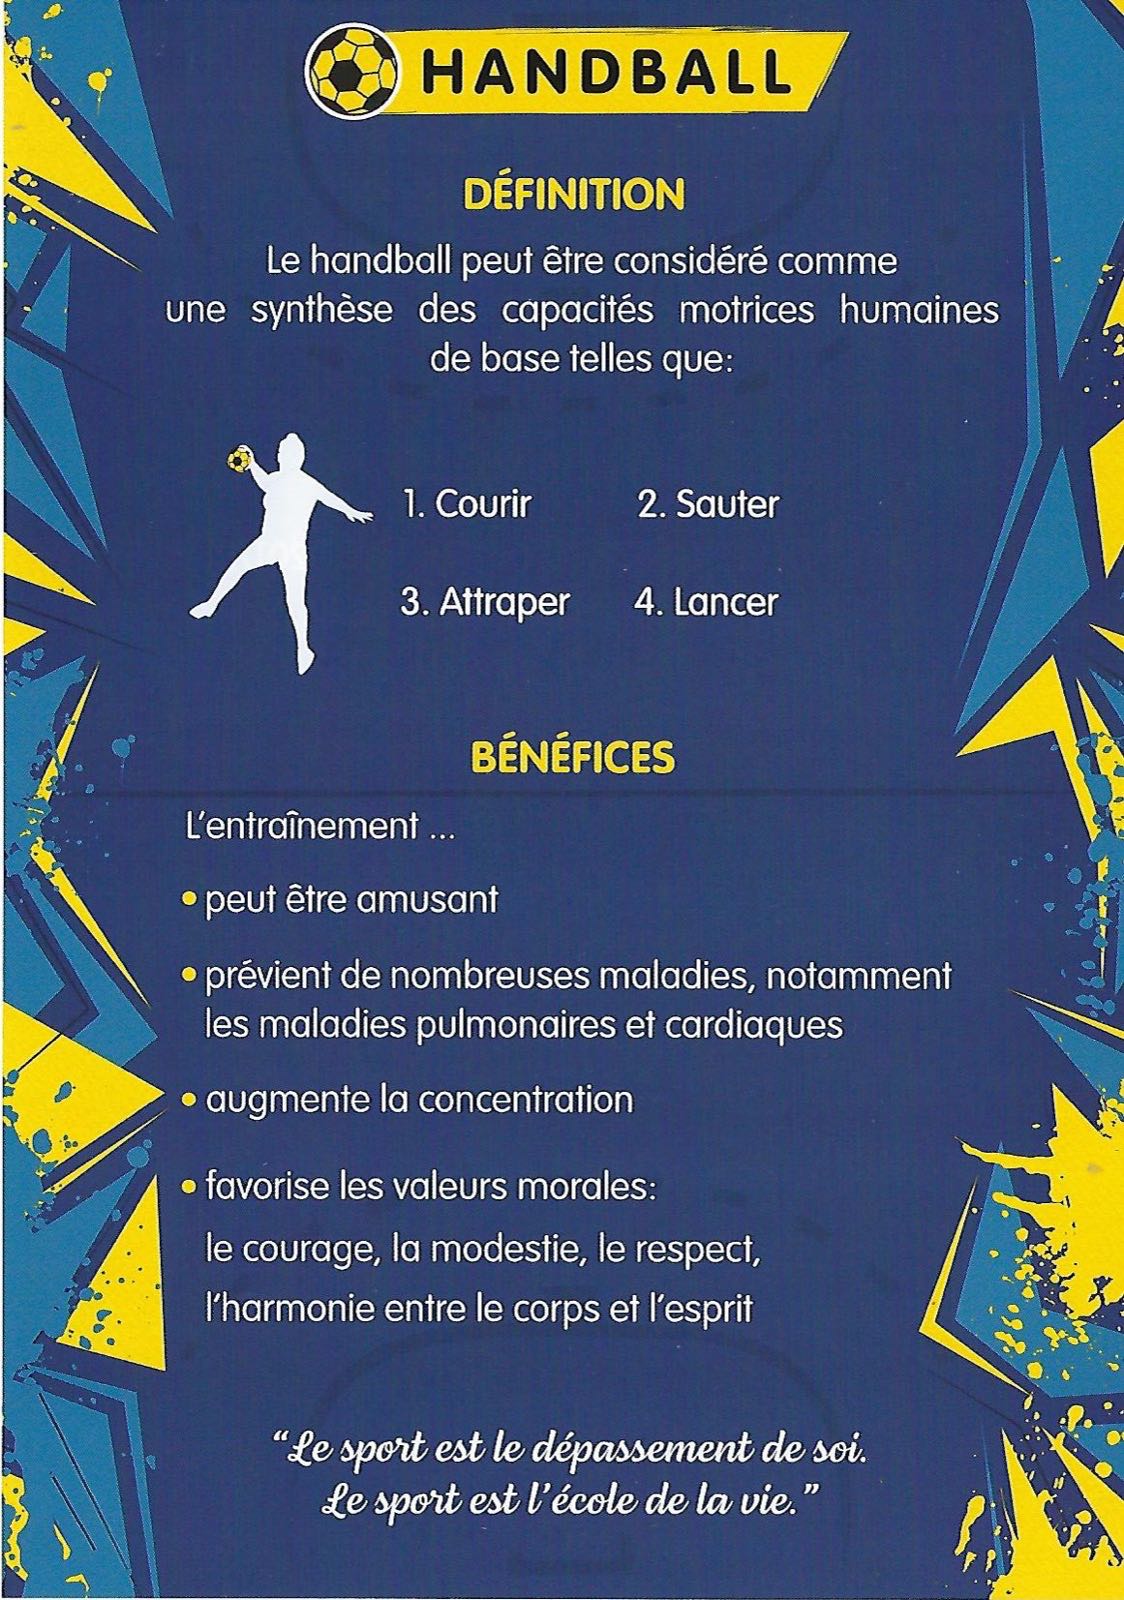 HANDBALL
DÉFINITION
Le handball peut être considéré comme
une synthèse des capacités motrices humaines
de base telles que:
1. Courir 2. Sauter
3. Attraper 4. Lancer
BÉNÉFICES
L'entraînement ...
• peut être amusant
• prévient de nombreuses maladies, notamment
les maladies pulmonaires et cardiaques
• augmente la concentration
• favorise les valeurs morales:
le courage, la modestie, le respect,
l'harmonie entre le corps et l'esprit
“Le sport est le dépassement de soi.
Le sport est l'école de la vie.”